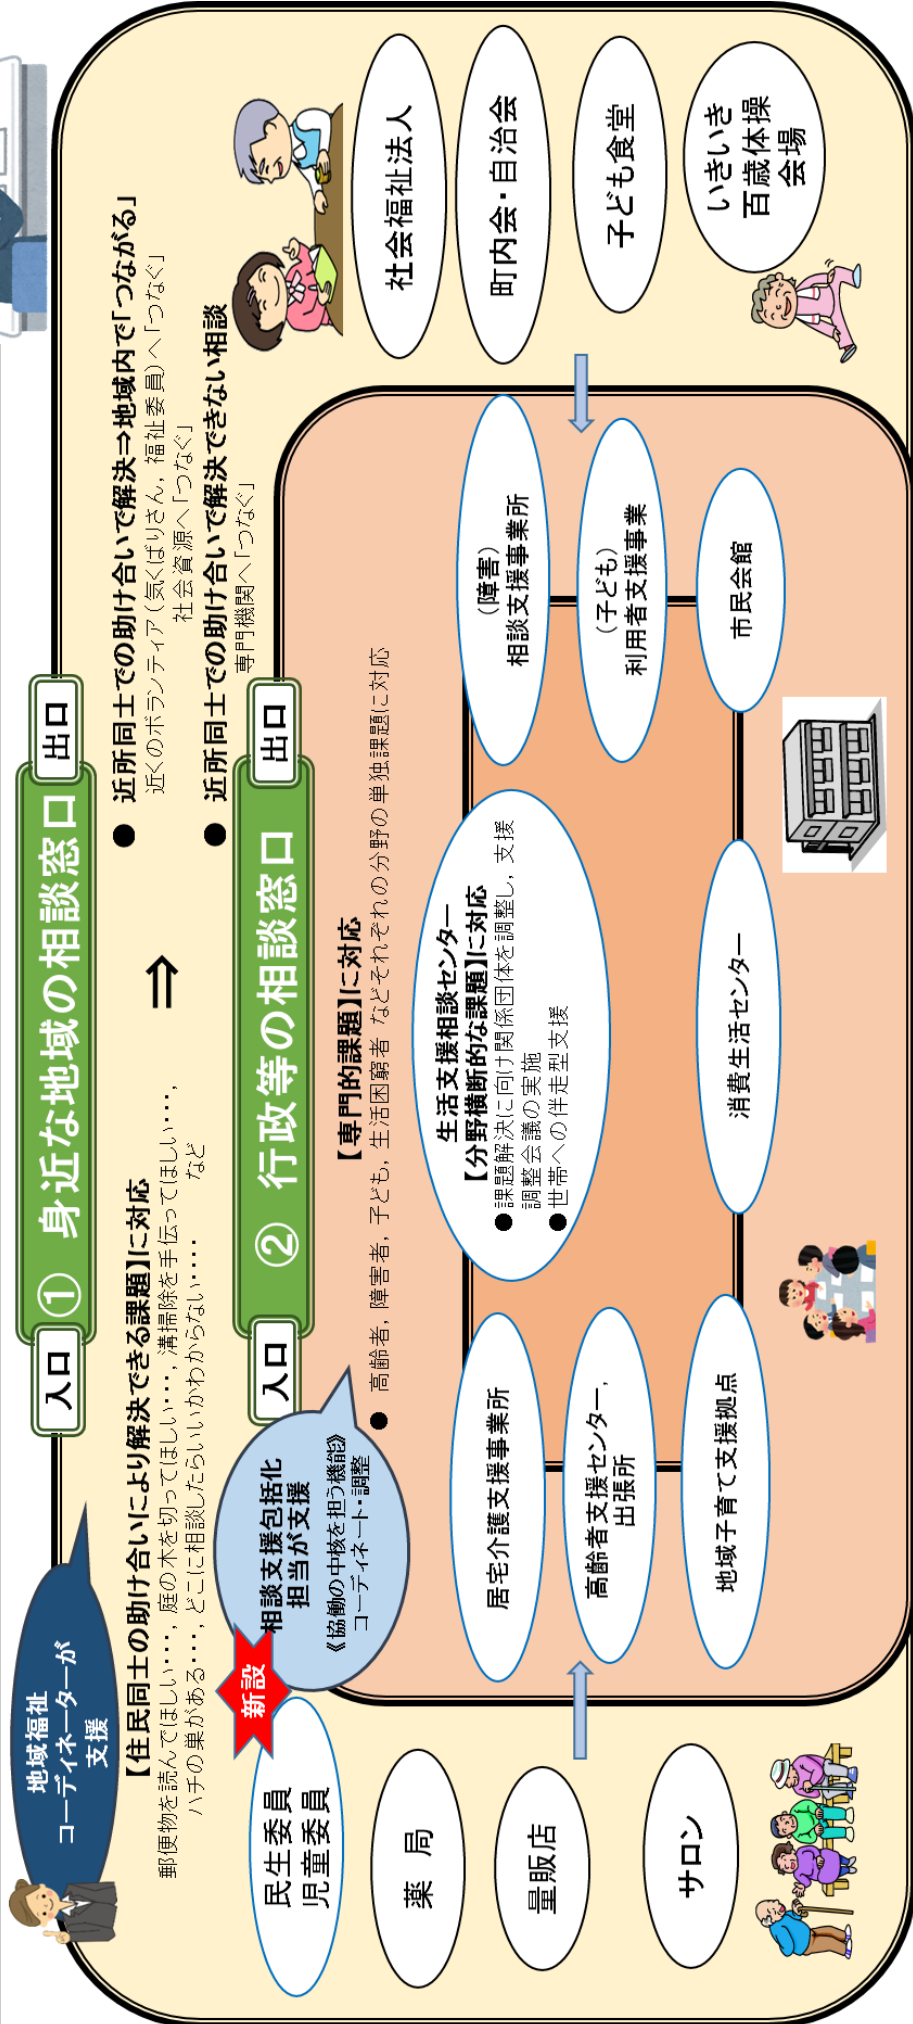 地域福祉
コーディネーターが
支援
入口
① 身近な地域の相談窓口
出口
【住民同士の助け合いにより解決できる課題】に対応
郵便物を読んでほしい・・・, 庭の木を切ってほしい・・・, 溝掃除を手伝ってほしい・・・,
ハチの巣がある・・・, どこに相談したらいいかわからない・・・・ など
⇒
● 近所同士での助け合いで解決⇒地域内で「つながる」
近くのボランティア（気くばりさん, 福祉委員）へ「つなぐ」
社会資源へ「つなぐ」
● 近所同士での助け合いで解決できない相談
専門機関へ「つなぐ」
新設
相談支援包括化
担当が支援
《協働の中核を担う機能》
コーディネート・調整
入口
② 行政等の相談窓口
出口
【専門的課題】に対応
● 高齢者, 障害者, 子ども, 生活困窮者 などそれぞれの分野の単独課題に対応
民生委員
児童委員
薬 局
量販店
サロン
居宅介護支援事業所
高齢者支援センター,
出張所
地域子育て支援拠点
生活支援相談センター
【分野横断的な課題】に対応
●課題解決に向け関係団体を調整し, 支援
調整会議の実施
●世帯への伴走型支援
消費生活センター
（障害）
相談支援事業所
（子ども）
利用者支援事業
市民会館
社会福祉法人
町内会・自治会
子ども食堂
いきいき
百歳体操
会場